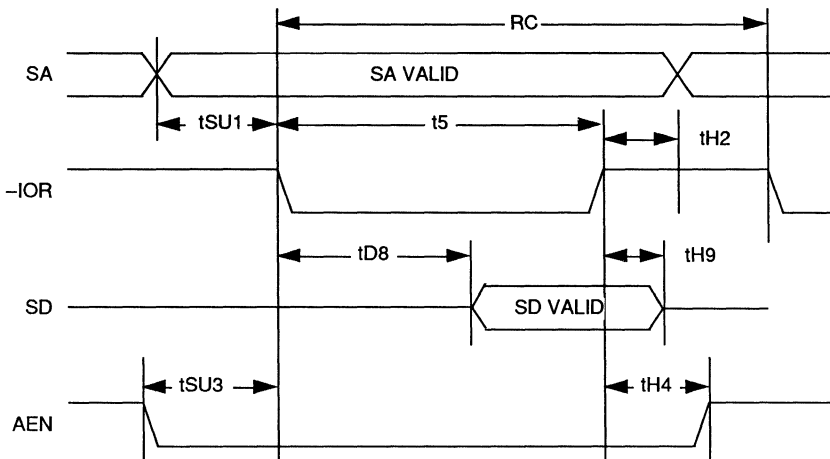 RC
SA
SA VALID
tSU1
t5
tH2
–IOR
tD8
tH9
SD
SD VALID
tSU3
tH4
AEN